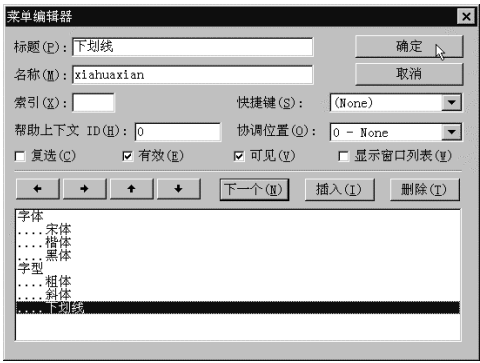 菜单编辑器
标题(P): 下划线 确定
名称(M): xiahuaxian 取消
索引(X): 快捷键(S): (None)
帮助上下文 ID(H): 0 协调位置(O): 0 - None
复选(C) 有效(E) 可见(V) 显示窗口列表(W)
下一个(N) 插入(I) 删除(T)
字体
....宋体
....楷体
....黑体
字型
....粗体
....斜体
....下划线